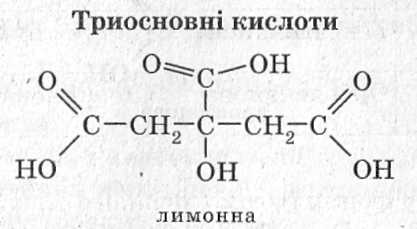 Триосновні кислоти
O=C–OH
O O
C–CH₂–C–CH₂–C
HO OH OH
лимонна